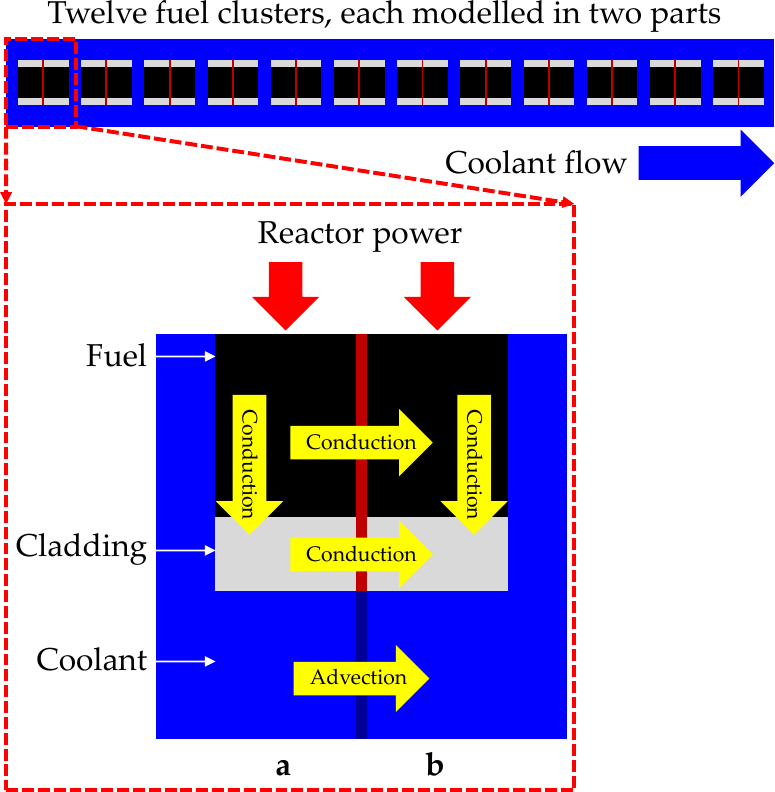 Twelve fuel clusters, each modelled in two parts
Coolant flow
Reactor power
Fuel
Conduction
Conduction
Conduction
Cladding
Conduction
Coolant
Advection
a
b